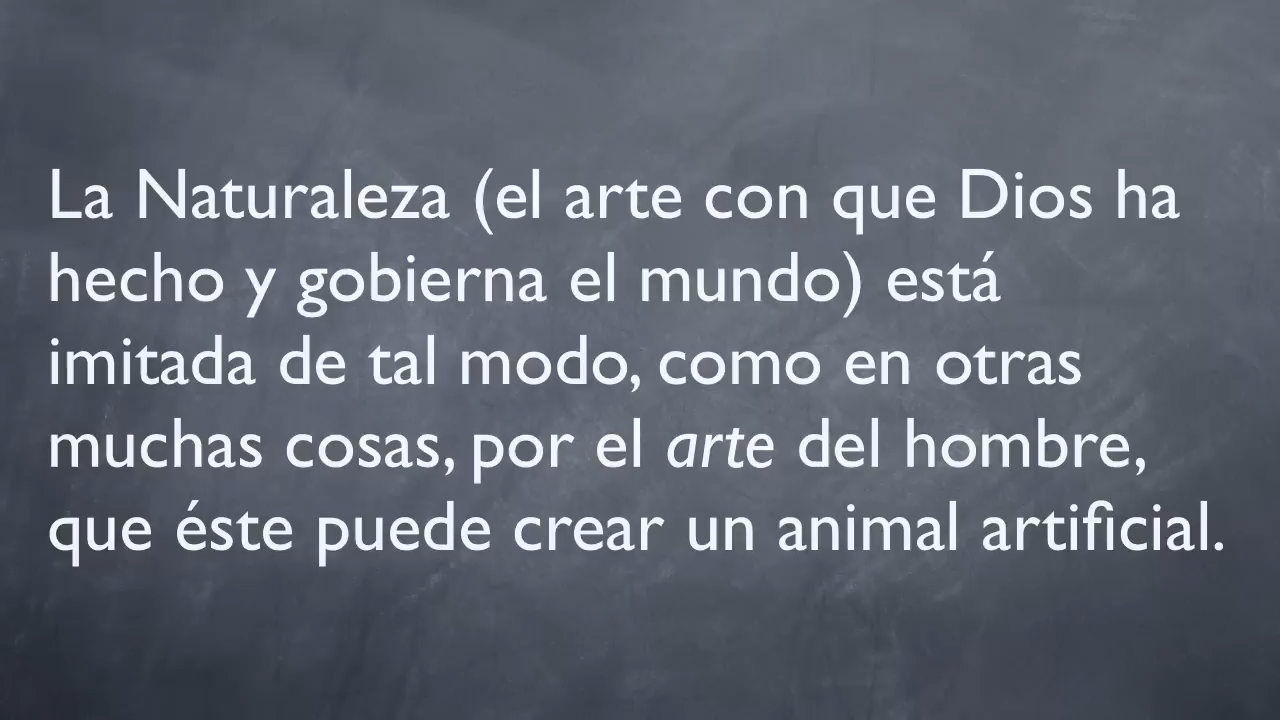 La Naturaleza (el arte con que Dios ha
hecho y gobierna el mundo) está
imitada de tal modo, como en otras
muchas cosas, por el arte del hombre,
que éste puede crear un animal artificial.